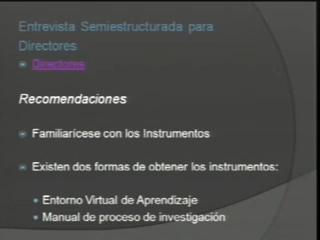 Entrevista Semiestructurada para
Directores
Directores
Recomendaciones
Familiarícese con los Instrumentos
Existen dos formas de obtener los instrumentos:
Entorno Virtual de Aprendizaje
Manual de proceso de investigación